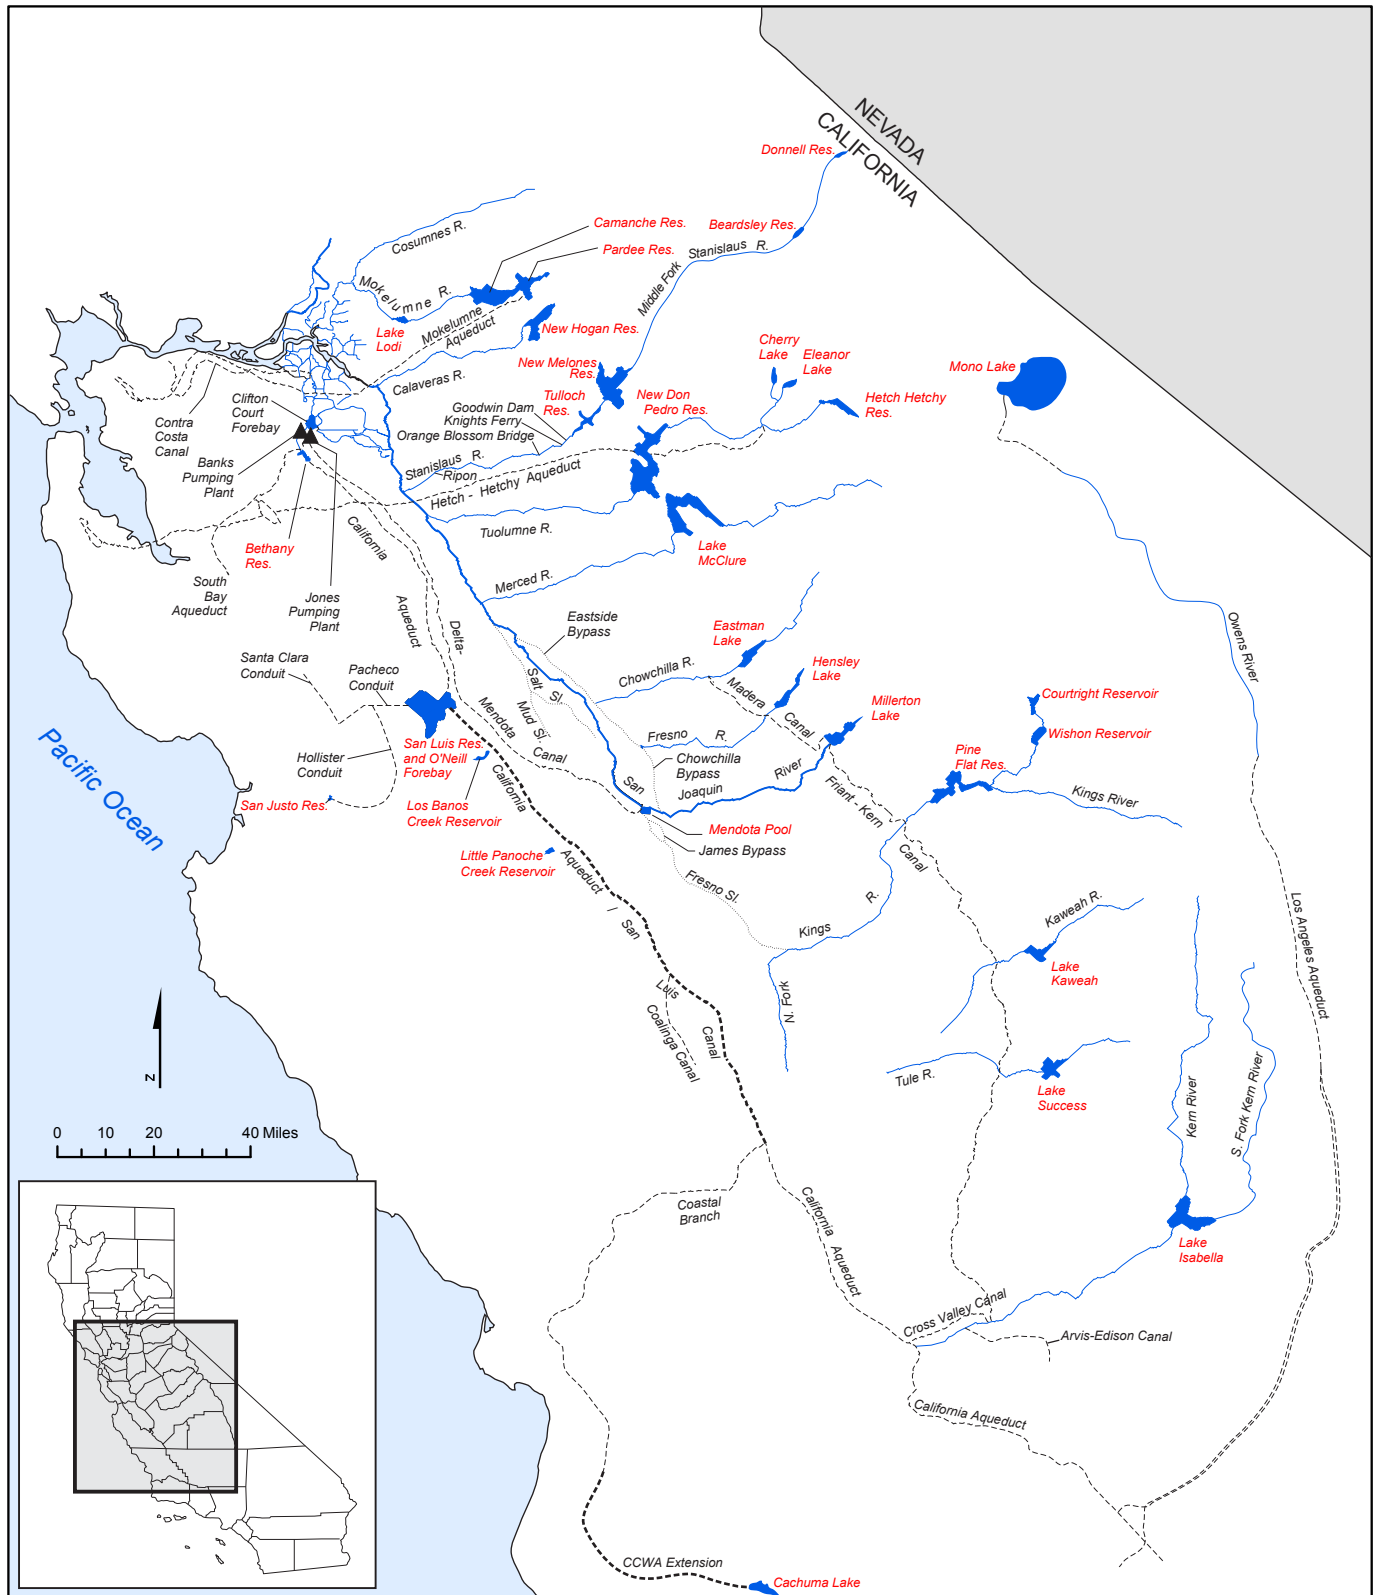 NEVADA
CALIFORNIA
Donnell Res.
Beardsley Res.
Stanislaus R.
Middle Fork
Camanche Res.
Pardee Res.
Cosumnes R.
Mokelumne R.
Mokelumne
Aqueduct
Lake
Lodi
New Hogan Res.
Calaveras R.
New Melones
Res.
Cherry
Lake
Eleanor
Lake
Mono Lake
Hetch Hetchy
Res.
Tulloch
Res.
New Don
Pedro Res.
Goodwin Dam
Knights Ferry
Orange Blossom Bridge
Stanislaus R.
Ripon
Hetch - Hetchy Aqueduct
Contra
Costa
Canal
Clifton
Court
Forebay
Banks
Pumping
Plant
Bethany
Res.
South
Bay
Aqueduct
Jones
Pumping
Plant
California
Aqueduct
Delta-
Mendota
Canal
Tuolumne R.
Lake
McClure
Merced R.
Eastside
Bypass
Eastman
Lake
Hensley
Lake
Chowchilla R.
Madera
Canal
Millerton
Lake
Salt Sl.
Mud Sl.
Fresno R.
Chowchilla
Bypass
San
Joaquin
River
Santa Clara
Conduit
Pacheco
Conduit
Hollister
Conduit
San Justo Res.
San Luis Res.
and O'Neill
Forebay
Los Banos
Creek Reservoir
Little Panoche
Creek Reservoir
California
Aqueduct / San
Luis
Canal
Coalinga Canal
Mendota Pool
James Bypass
Fresno Sl.
Friant - Kern
Canal
Courtright Reservoir
Wishon Reservoir
Pine
Flat Res.
Kings River
Kings R.
N. Fork
Owens River
Los Angeles Aqueduct
Kaweah R.
Lake
Kaweah
Tule R.
Lake
Success
Kern River
S. Fork Kern River
Lake
Isabella
Pacific Ocean
N
0 10 20 40 Miles
Coastal
Branch
California Aqueduct
Cross Valley Canal
Arvis-Edison Canal
California Aqueduct
CCWA Extension
Cachuma Lake